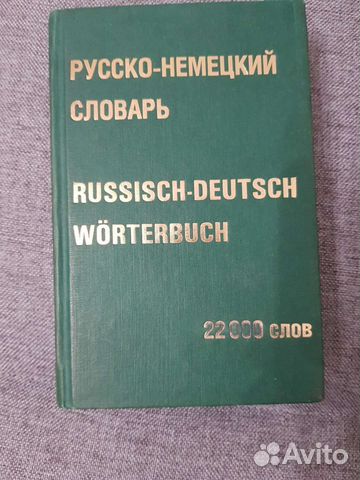 РУССКО-НЕМЕЦКИЙ
СЛОВАРЬ
RUSSISCH-DEUTSCH
WÖRTERBUCH
22 000 слов
Avito